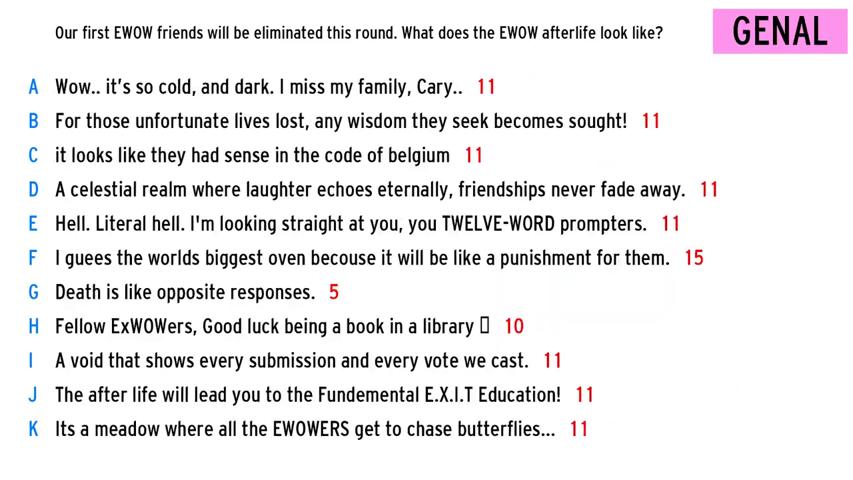 Our first EWOW friends will be eliminated this round. What does the EWOW afterlife look like?
GENAL
A Wow.. it's so cold, and dark. I miss my family, Cary.. 11
B For those unfortunate lives lost, any wisdom they seek becomes sought! 11
C it looks like they had sense in the code of belgium 11
D A celestial realm where laughter echoes eternally, friendships never fade away. 11
E Hell. Literal hell. I'm looking straight at you, you TWELVE-WORD prompters. 11
F I guees the worlds biggest oven becouse it will be like a punishment for them. 15
G Death is like opposite responses. 5
H Fellow ExWOWers, Good luck being a book in a library ▯ 10
I A void that shows every submission and every vote we cast. 11
J The after life will lead you to the Fundemental E.X.I.T Education! 11
K Its a meadow where all the EWOWERS get to chase butterflies... 11